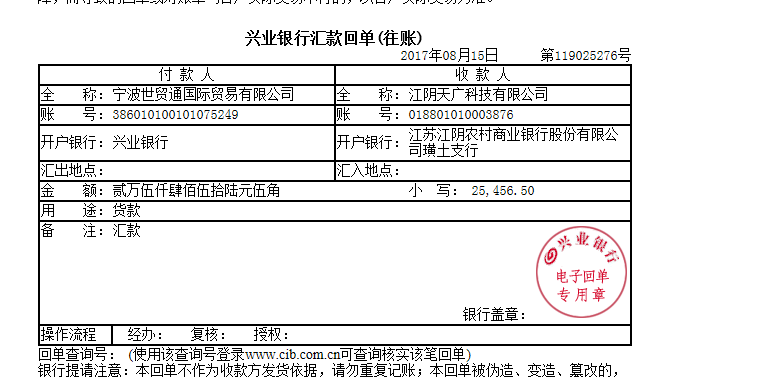 兴业银行汇款回单(往账)
2017年08月15日 第119025276号
付 款 人 收 款 人
全 称：宁波世贸通国际贸易有限公司 全 称：江阴天广科技有限公司
账 号：386010100101075249 账 号：018801010003876
开户银行：兴业银行 开户银行：江苏江阴农村商业银行股份有限公
司璜土支行
汇出地点： 汇入地点：
金 额：贰万伍仟肆佰伍拾陆元伍角 小 写： 25,456.50
用 途：货款
备 注：汇款
兴业银行
电子回单
专用章
银行盖章：
操作流程 经办： 复核： 授权：
回单查询号： (使用该查询号登录www.cib.com.cn可查询核实该笔回单)
银行提请注意：本回单不作为收款方发货依据，请勿重复记账；本回单被伪造、变造、篡改的，